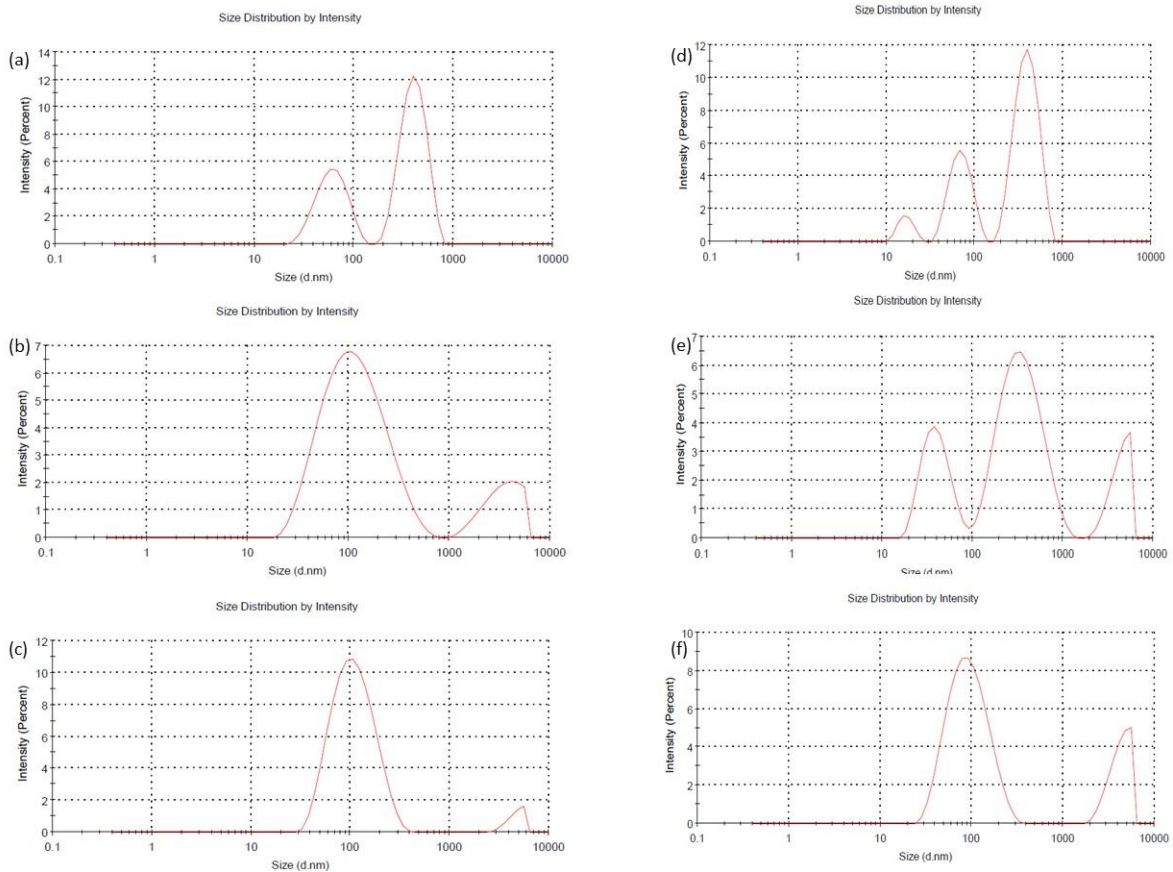 Size Distribution by Intensity
(a)
14
12
10
8
6
4
2
0
Intensity (Percent)
0.1 1 10 100 1000 10000
Size (d.nm)
Size Distribution by Intensity
(b)
7
6
5
4
3
2
1
0
Intensity (Percent)
0.1 1 10 100 1000 10000
Size (d.nm)
Size Distribution by Intensity
(c)
12
10
8
6
4
2
0
Intensity (Percent)
0.1 1 10 100 1000 10000
Size (d.nm)
Size Distribution by Intensity
(d)
12
10
8
6
4
2
0
Intensity (Percent)
0.1 1 10 100 1000 10000
Size (d.nm)
Size Distribution by Intensity
(e)
7
6
5
4
3
2
1
0
Intensity (Percent)
0.1 1 10 100 1000 10000
Size (d.nm)
Size Distribution by Intensity
(f)
10
8
6
4
2
0
Intensity (Percent)
0.1 1 10 100 1000 10000
Size (d.nm)